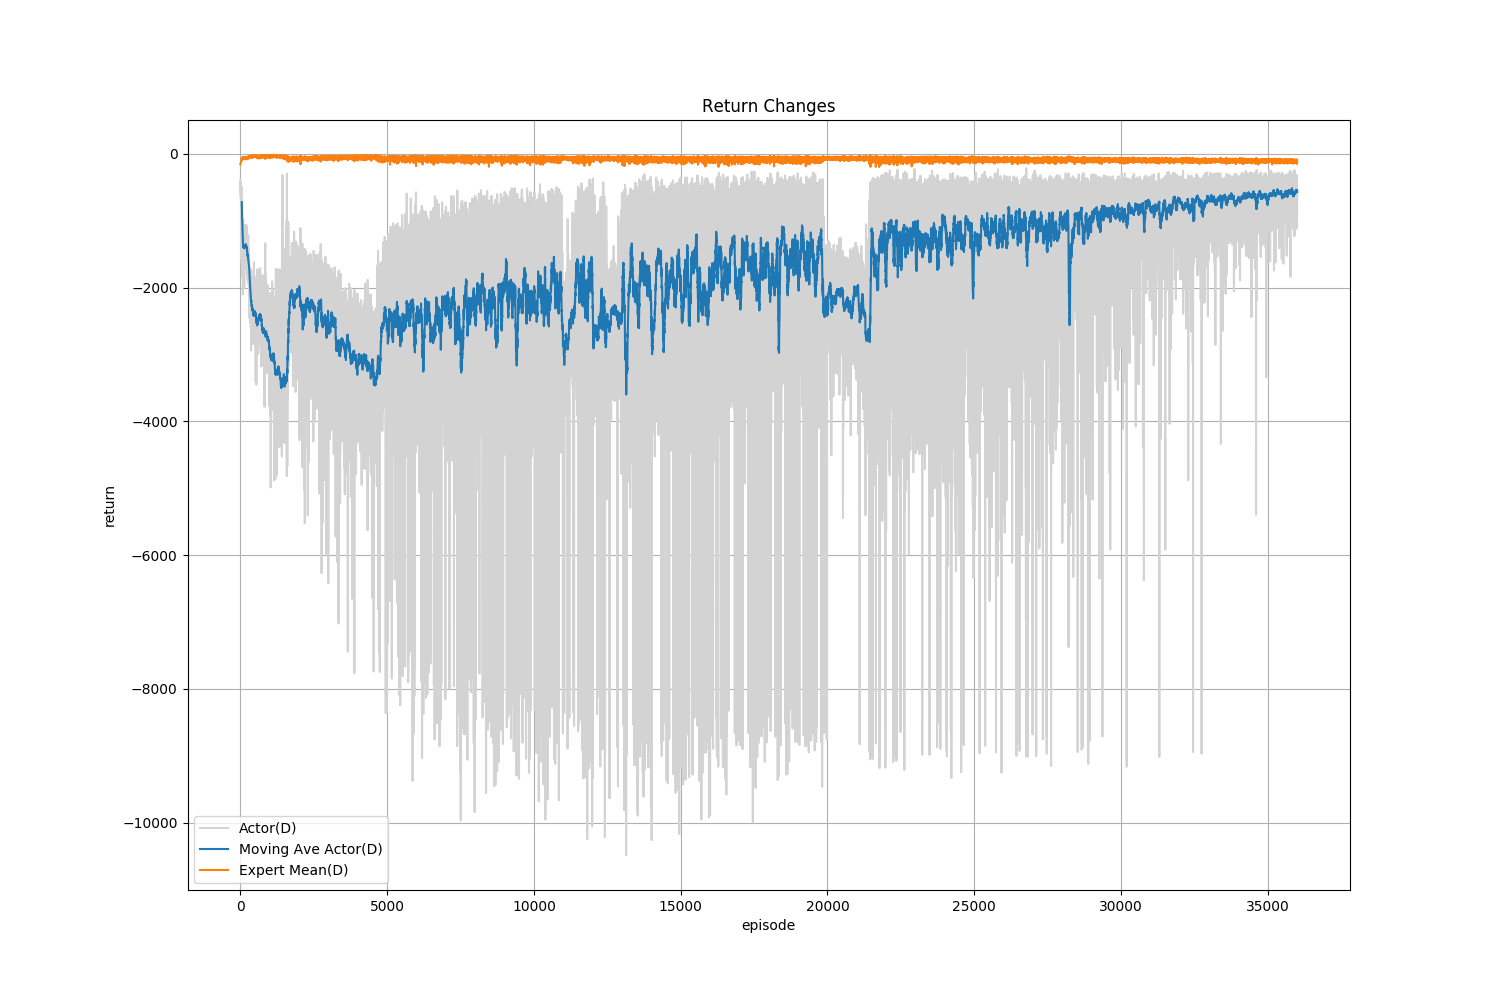 Return Changes
0
−2000
−4000
−6000
−8000
−10000
return
Actor(D)
Moving Ave Actor(D)
Expert Mean(D)
0 5000 10000 15000 20000 25000 30000 35000
episode